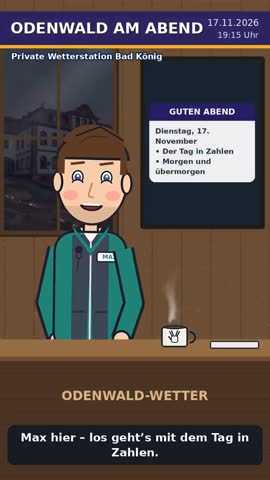 ODENWALD AM ABEND
17.11.2026
19:15 Uhr
Private Wetterstation Bad König
GUTEN ABEND
Dienstag, 17.
November
• Der Tag in Zahlen
• Morgen und
übermorgen
MA
ODENWALD-WETTER
Max hier – los geht’s mit dem Tag in
Zahlen.